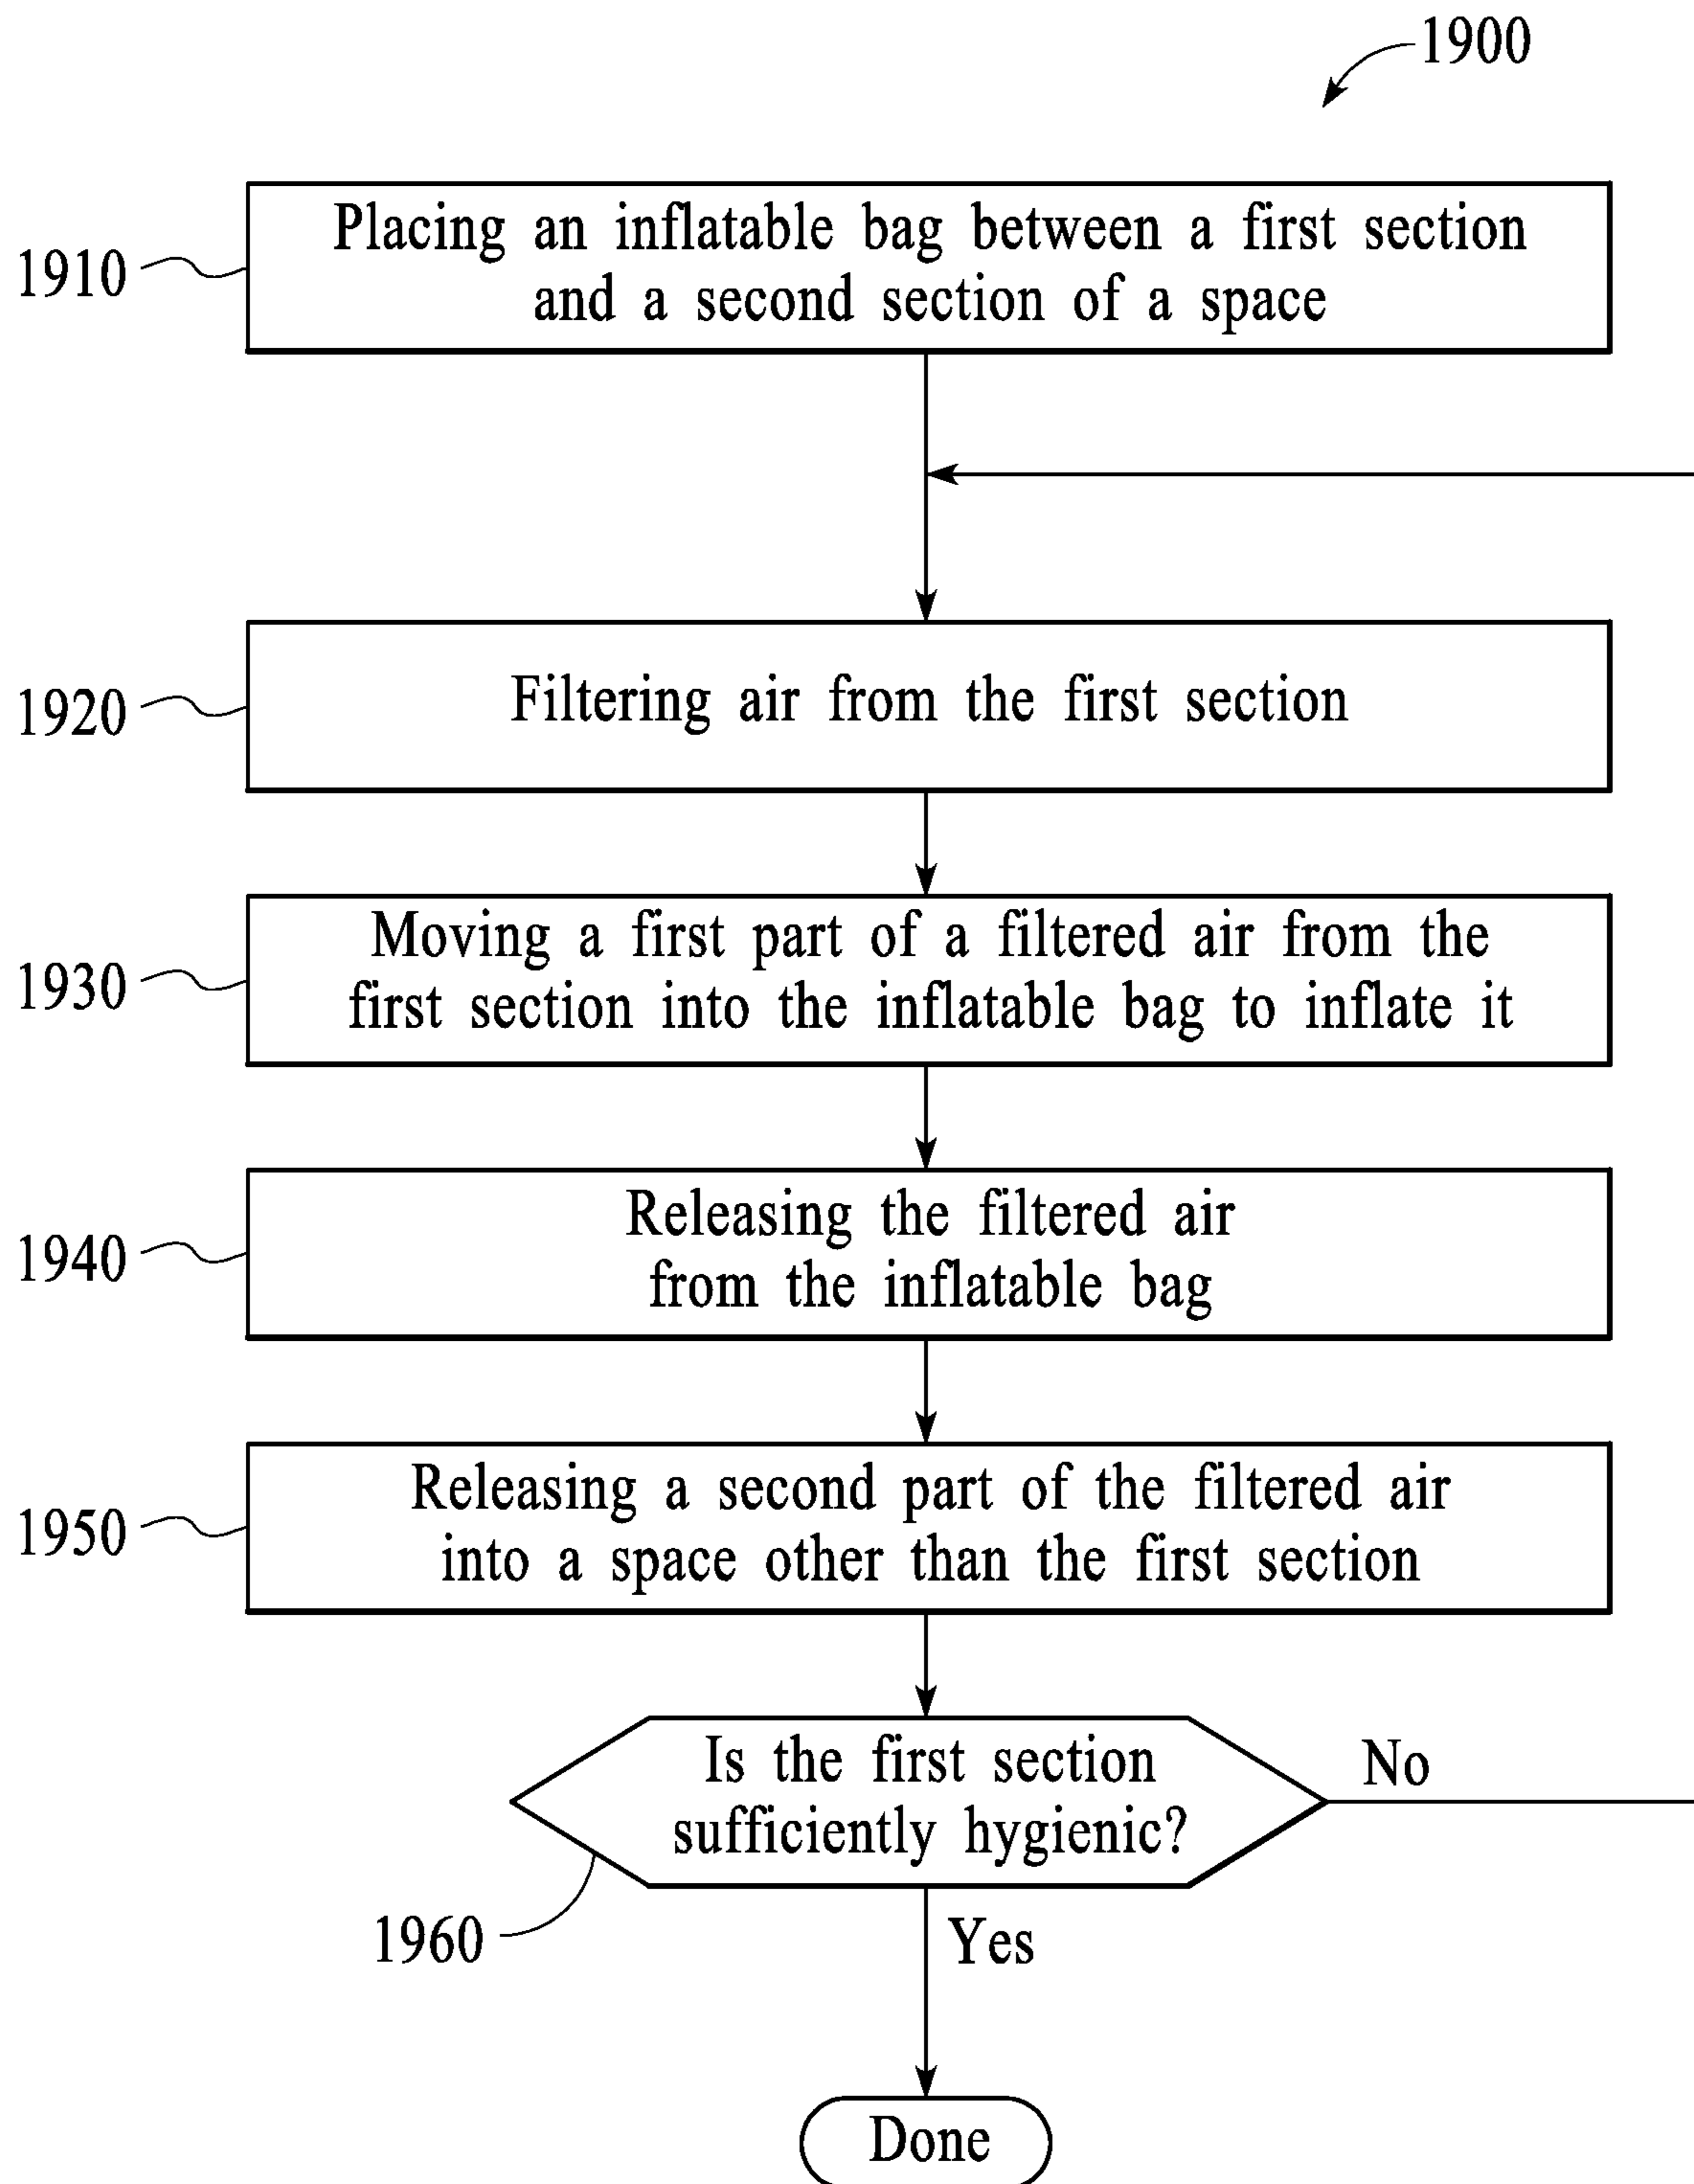 1900
Placing an inflatable bag between a first section
and a second section of a space
1910
Filtering air from the first section
1920
Moving a first part of a filtered air from the
first section into the inflatable bag to inflate it
1930
Releasing the filtered air
from the inflatable bag
1940
Releasing a second part of the filtered air
into a space other than the first section
1950
Is the first section
sufficiently hygienic?
No
1960
Yes
Done